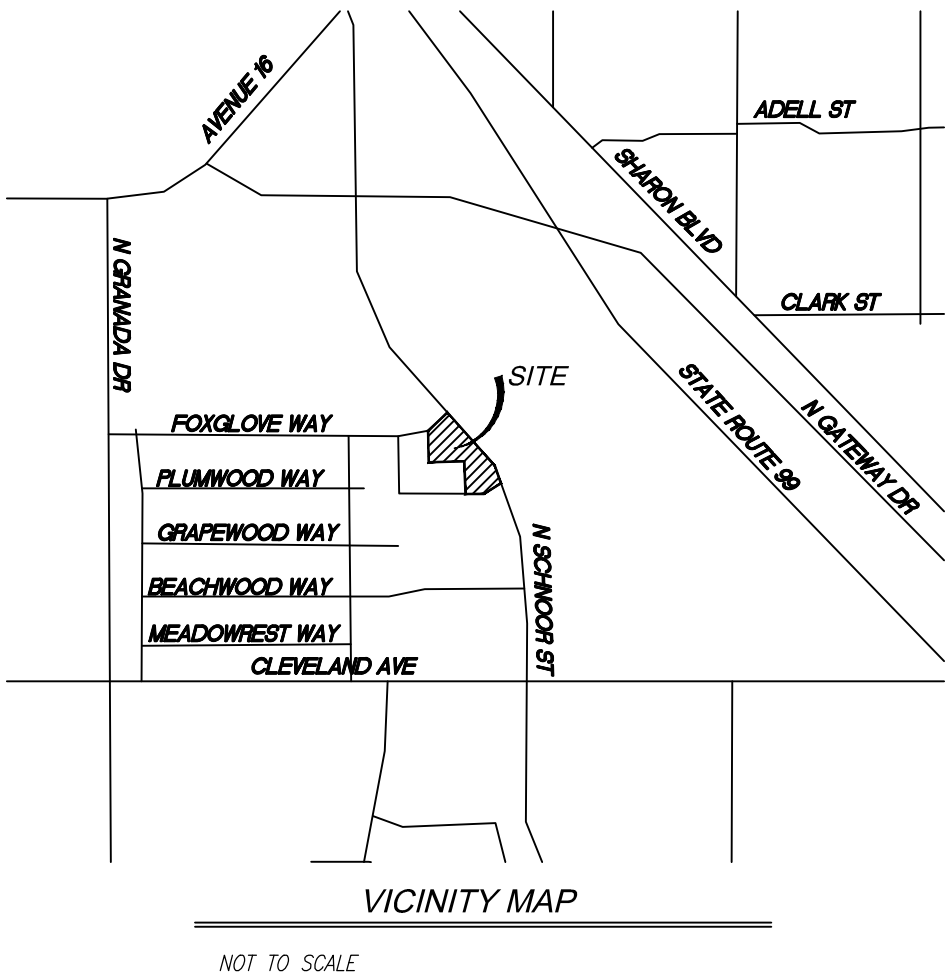 AVENUE 16
ADELL ST
SHARON BLVD
N GRANADA DR
CLARK ST
SITE
STATE ROUTE 99
N GATEWAY DR
FOXGLOVE WAY
PLUMWOOD WAY
GRAPEWOOD WAY
N SCHNOOR ST
BEACHWOOD WAY
MEADOWREST WAY
CLEVELAND AVE
VICINITY MAP
NOT TO SCALE